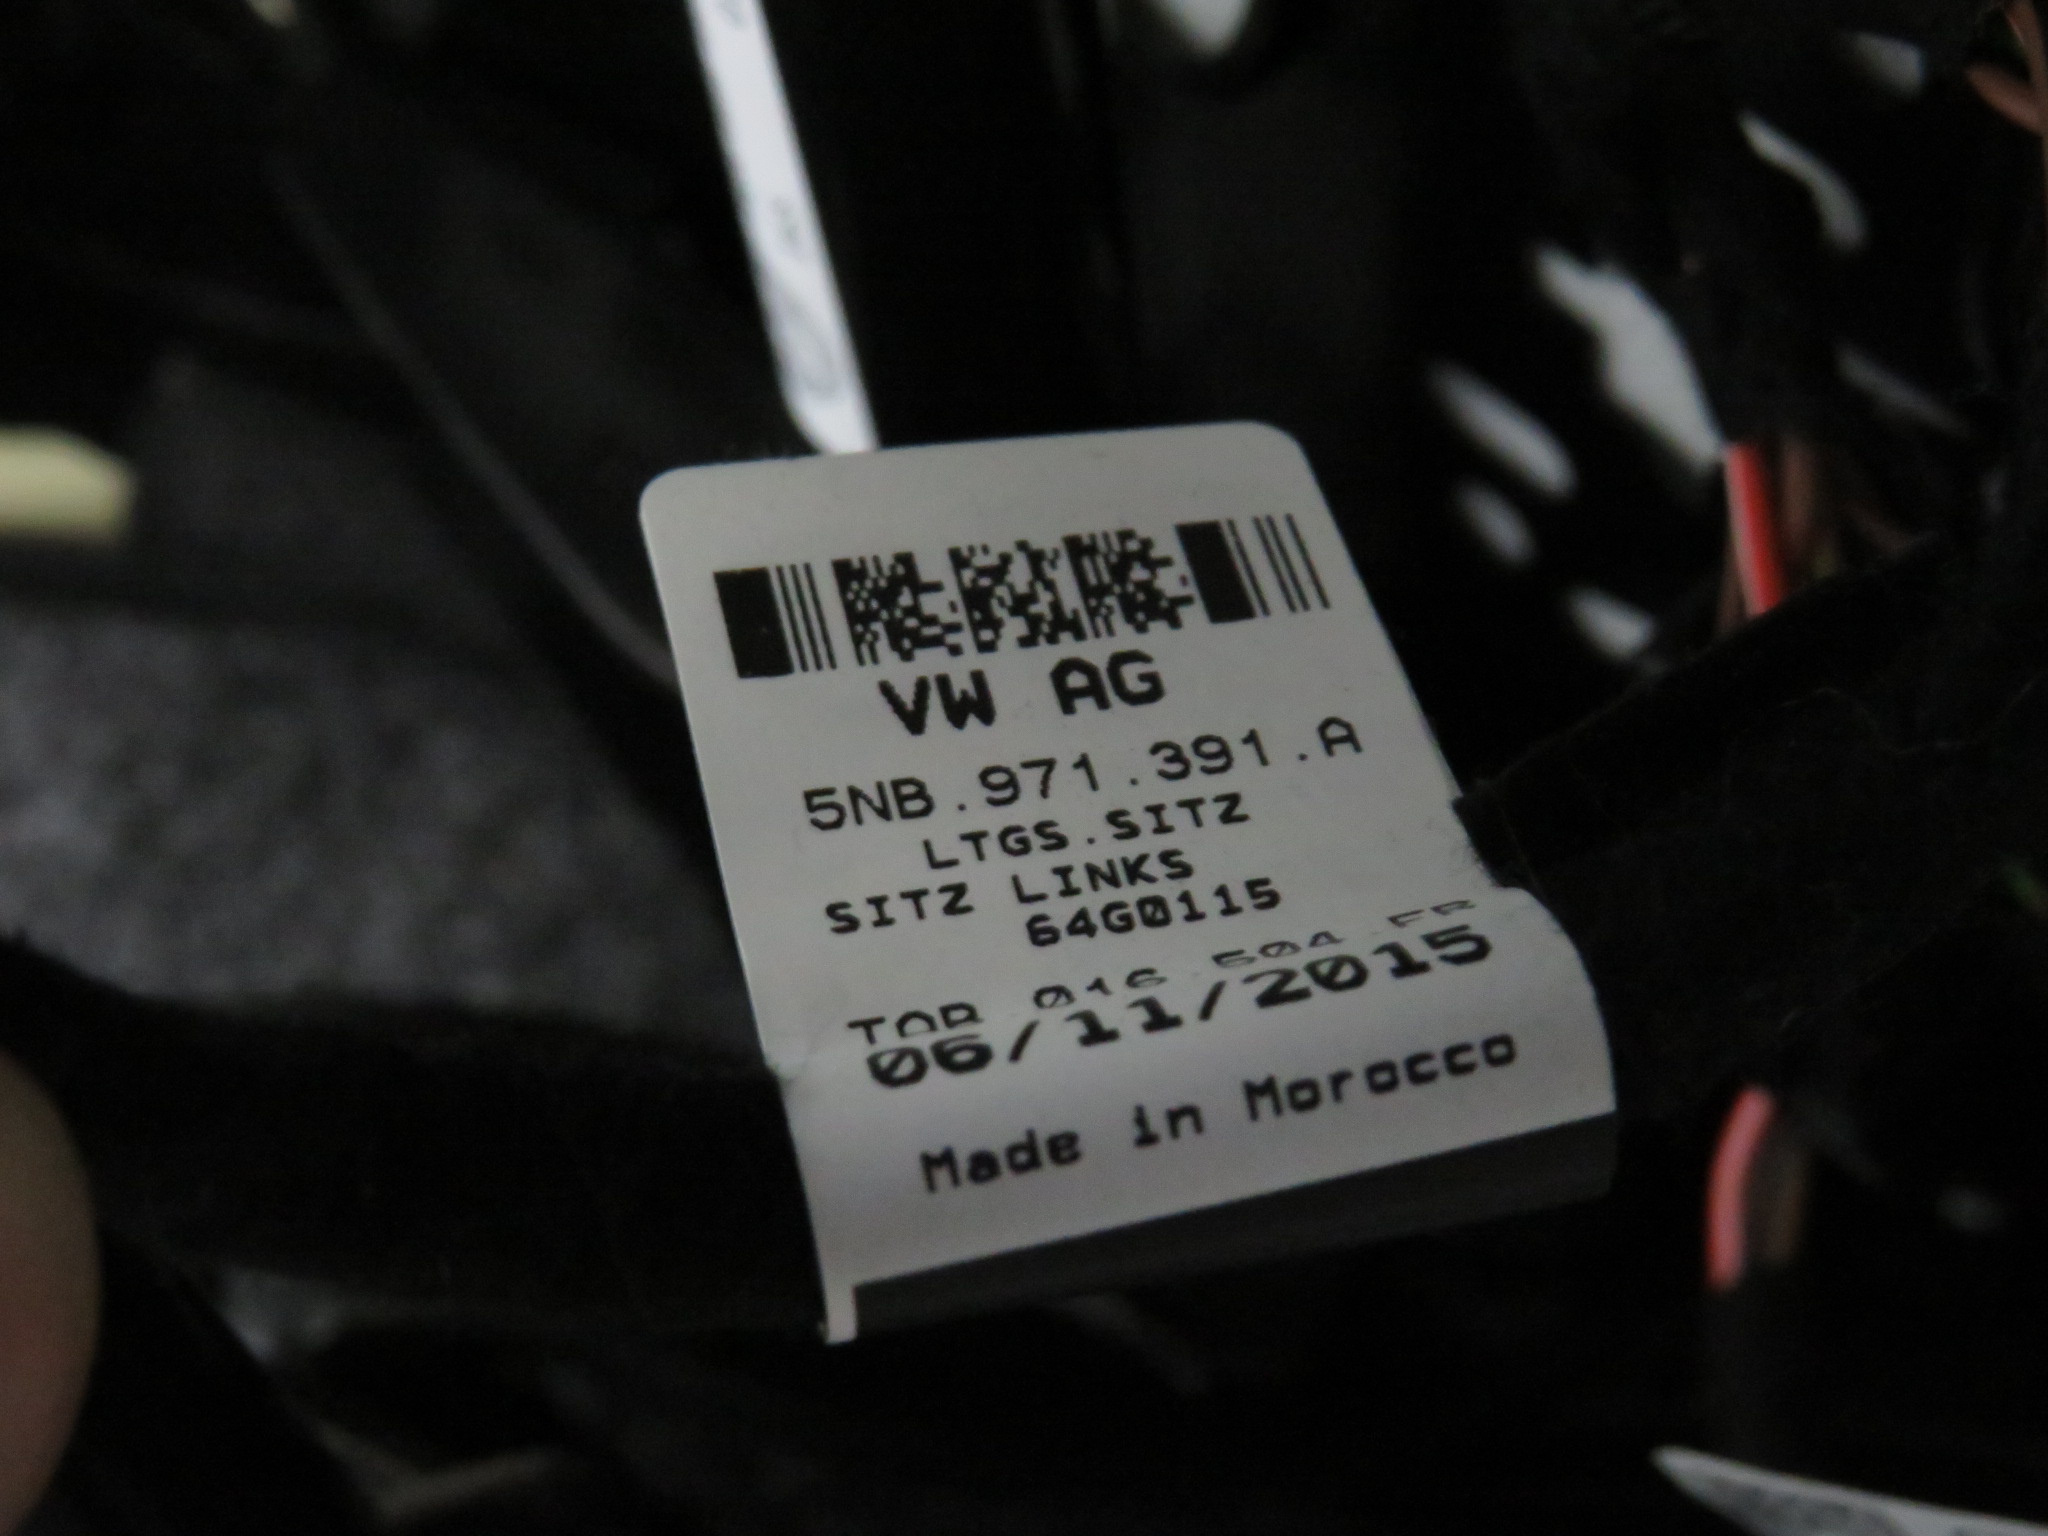 VW AG
5NB.971.391.A
LTGS.SITZ
SITZ LINKS
64G0115
06/11/2015
Made in Morocco